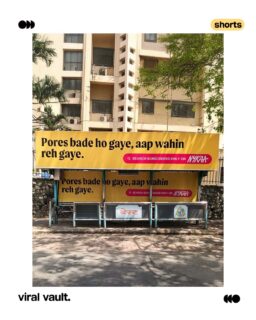 shorts
Pores bade ho gaye, aap wahin
reh gaye.
NYKAA
Pores bade ho gaye, aap wahin
reh gaye.
NYKAA
viral vault.